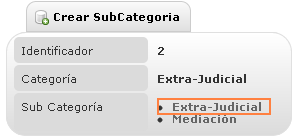 Crear SubCategoria
Identificador 2
Categoría Extra-Judicial
Sub Categoría • Extra-Judicial
• Mediación